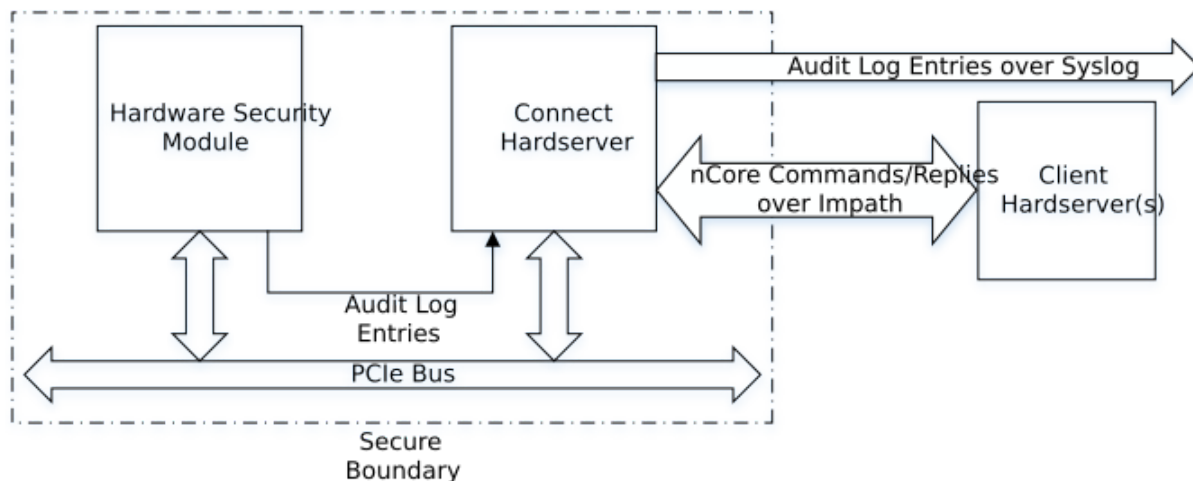 Hardware Security
Module
Connect
Hardserver
Audit Log Entries over Syslog
nCore Commands/Replies
over Impath
Client
Hardserver(s)
Audit Log
Entries
PCIe Bus
Secure
Boundary